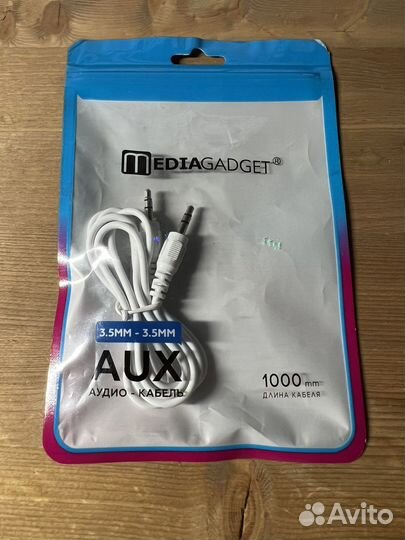 MEDIAGADGET®
3.5MM - 3.5MM
AUX
АУДИО - КАБЕЛЬ
1000 mm
ДЛИНА КАБЕЛЯ
Avito